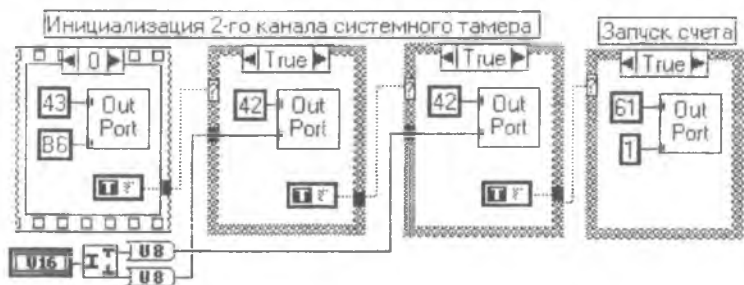 Инициализация 2-го канала системного тамера
Запуск счета
0
True
True
True
43
Out Port
B6
42
Out Port
42
Out Port
61
Out Port
1
?
?
?
T F
T F
T F
U16
U8
U8